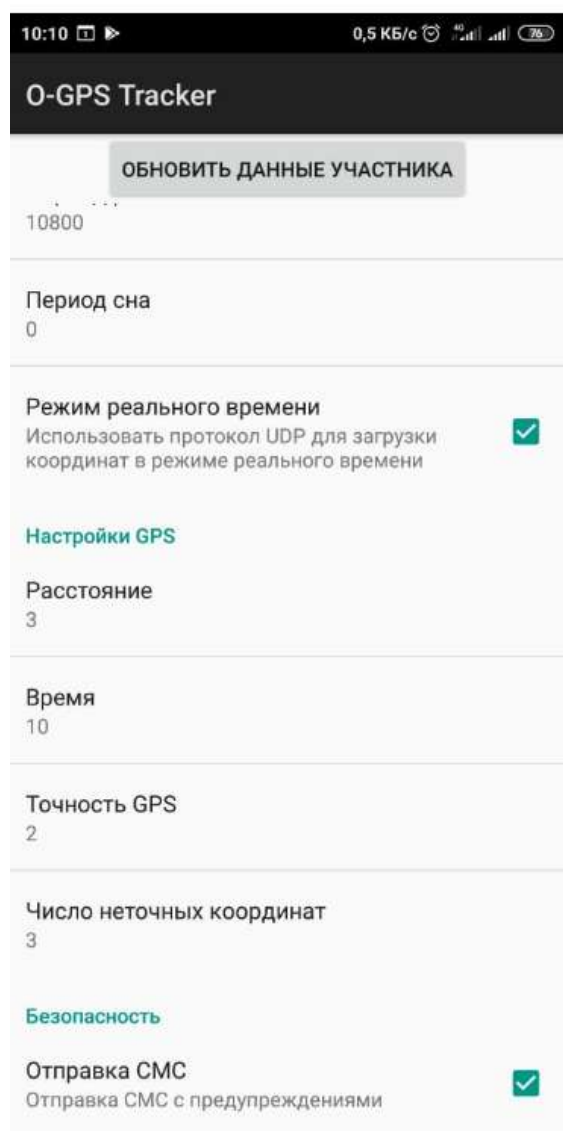 10:10
0,5 КБ/с 4G 76
O-GPS Tracker
ОБНОВИТЬ ДАННЫЕ УЧАСТНИКА
10800
Период сна
0
Режим реального времени
Использовать протокол UDP для загрузки
координат в режиме реального времени
Настройки GPS
Расстояние
3
Время
10
Точность GPS
2
Число неточных координат
3
Безопасность
Отправка СМС
Отправка СМС с предупреждениями